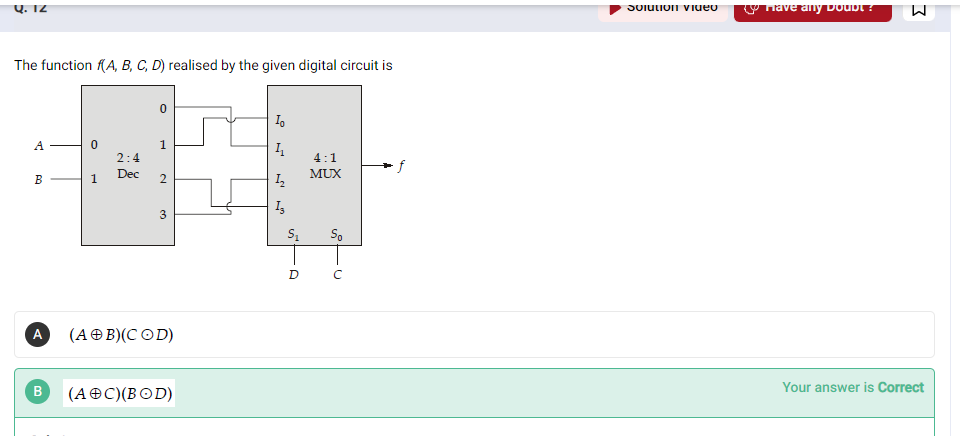 Q. 12
Solution Video
Have any Doubt ?
The function f(A, B, C, D) realised by the given digital circuit is
0
I₀
A
0
1
I₁
2 : 4
4 : 1
f
Dec
MUX
B
1
2
I₂
I₃
3
S₁
S₀
D
C
A
(A⊕B)(C⊙D)
B
(A⊕C)(B⊙D)
Your answer is Correct